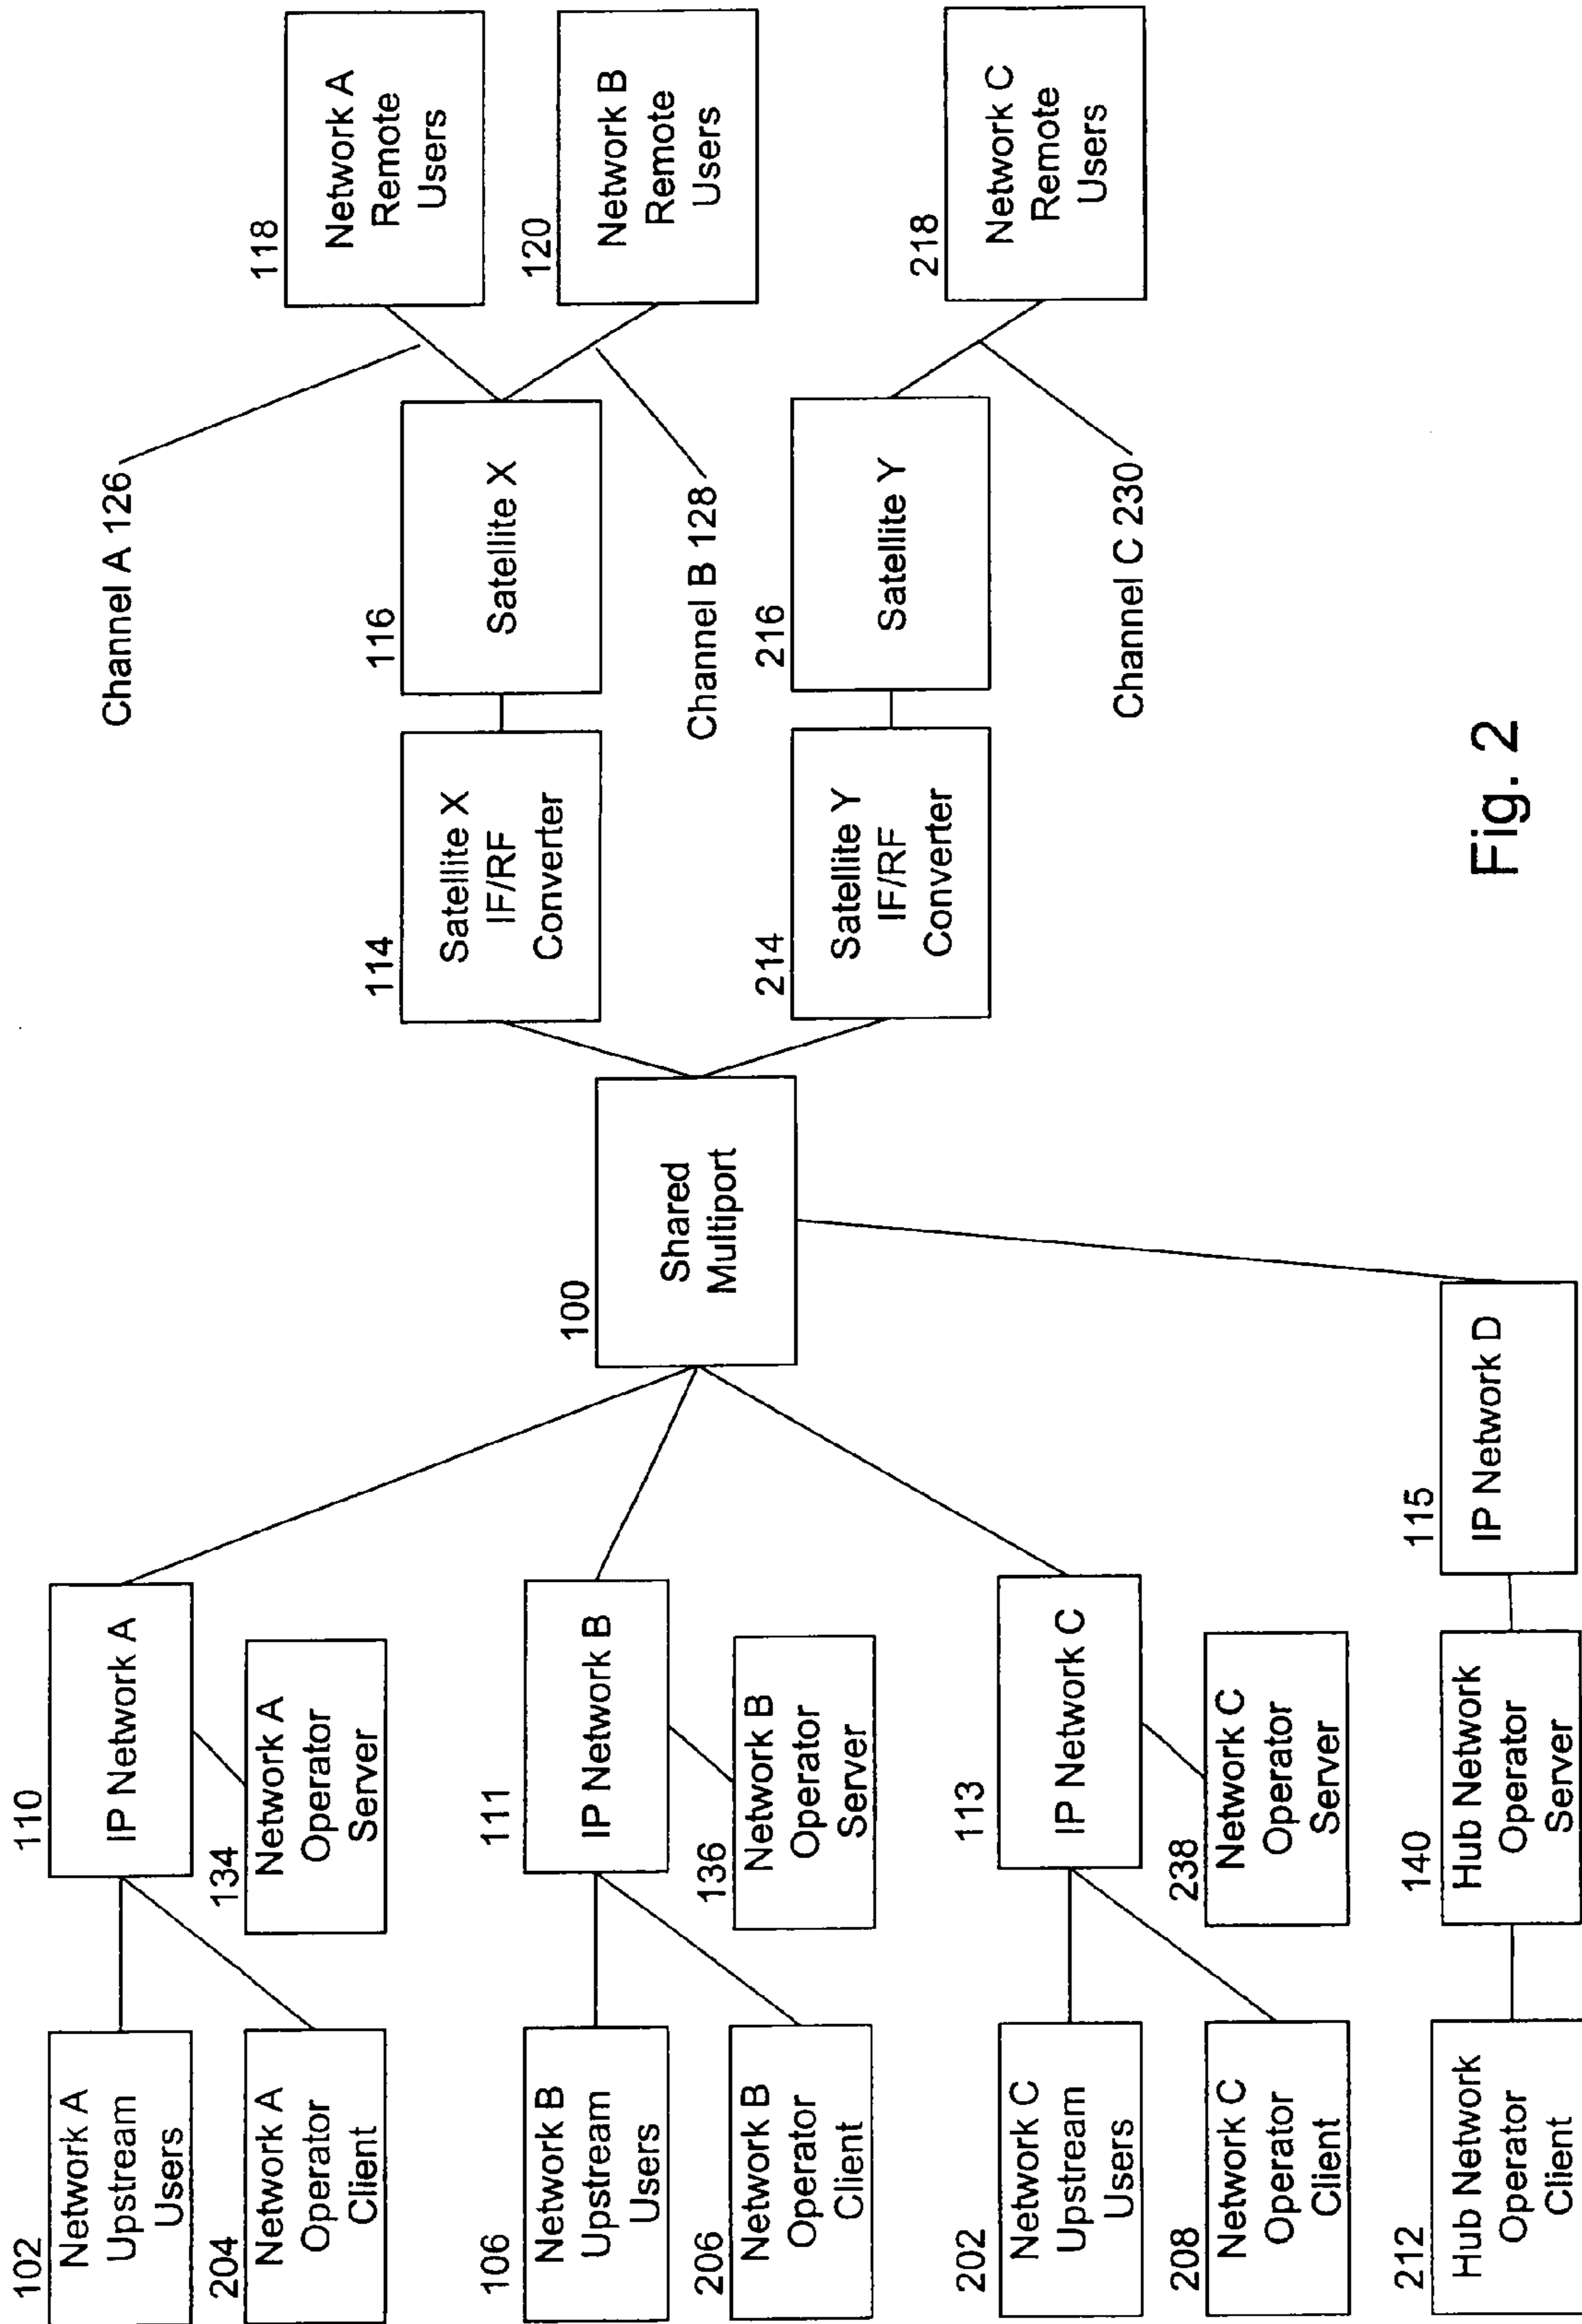 102
Network A
Upstream
Users
204
Network A
Operator
Client
110
IP Network A
134
Network A
Operator
Server
106
Network B
Upstream
Users
206
Network B
Operator
Client
111
IP Network B
136
Network B
Operator
Server
202
Network C
Upstream
Users
208
Network C
Operator
Client
113
IP Network C
238
Network C
Operator
Server
212
Hub Network
Operator
Client
140
Hub Network
Operator
Server
115
IP Network D
100
Shared
Multiport
114
Satellite X
IF/RF
Converter
116
Satellite X
214
Satellite Y
IF/RF
Converter
216
Satellite Y
Channel A 126
Channel B 128
Channel C 230
118
Network A
Remote
Users
120
Network B
Remote
Users
218
Network C
Remote
Users
Fig. 2